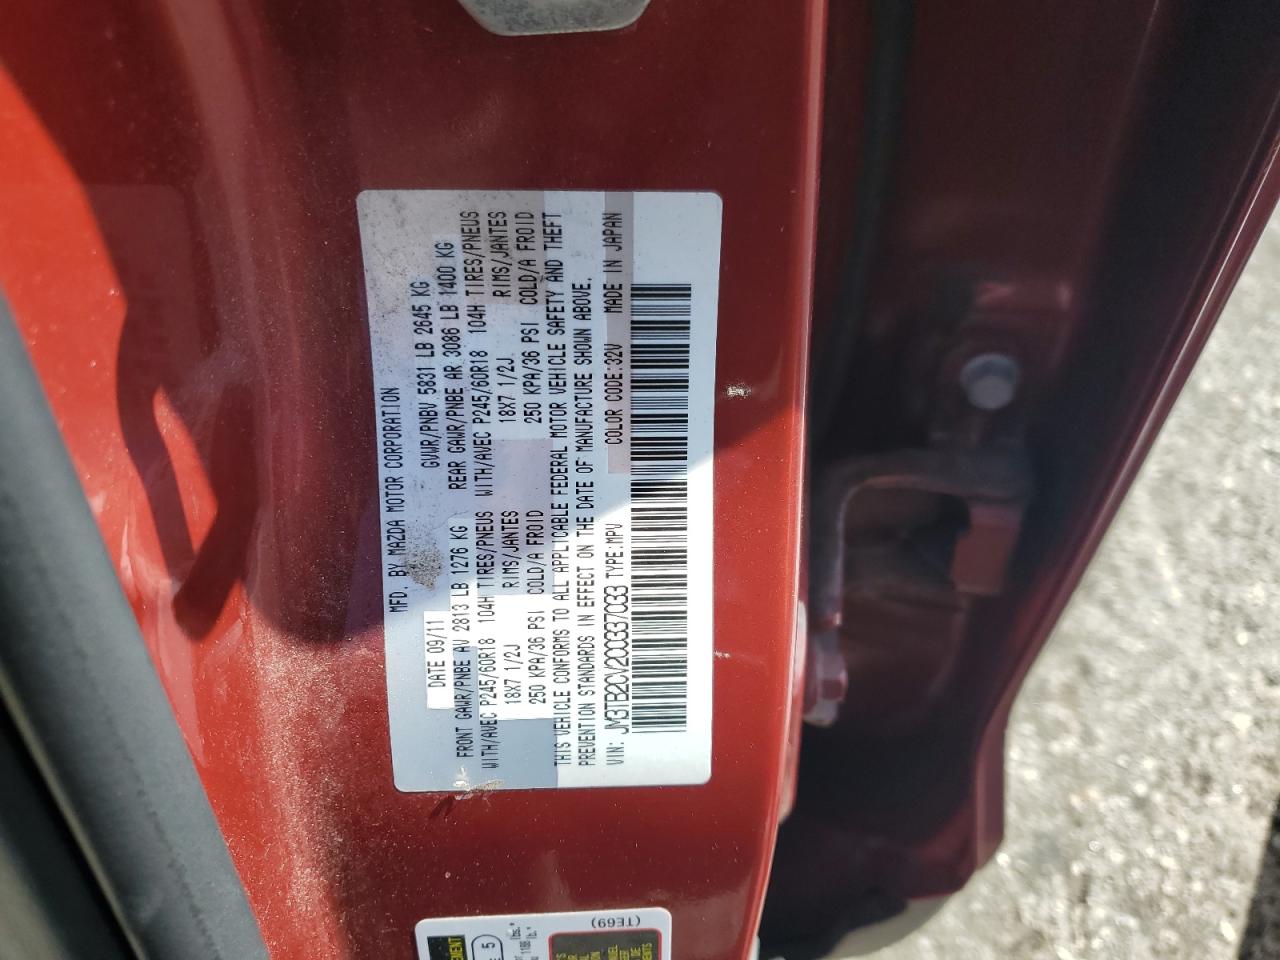 MFD. BY MAZDA MOTOR CORPORATION
DATE 09/11 GVWR/PNBV 5831 LB 2645 KG
FRONT GAWR/PNBE AV 2813 LB 1276 KG REAR GAWR/PNBE AR 3086 LB 1400 KG
WITH/AVEC P245/60R18 104H TIRES/PNEUS WITH/AVEC P245/60R18 104H TIRES/PNEUS
18X7 1/2J RIMS/JANTES 18X7 1/2J RIMS/JANTES
250 KPA/36 PSI COLD/A FROID 250 KPA/36 PSI COLD/A FROID
THIS VEHICLE CONFORMS TO ALL APPLICABLE FEDERAL MOTOR VEHICLE SAFETY AND THEFT
PREVENTION STANDARDS IN EFFECT ON THE DATE OF MANUFACTURE SHOWN ABOVE.
VIN: JM3TB2CV2C0337033 TYPE:MPV COLOR CODE:32V MADE IN JAPAN
5
lbs.*
1188 lb.*
(TE69)